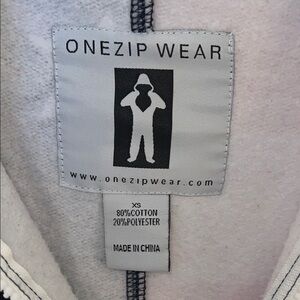 ONEZIP WEAR
www.onezipwear.com
XS
80%COTTON
20%POLYESTER
MADE IN CHINA